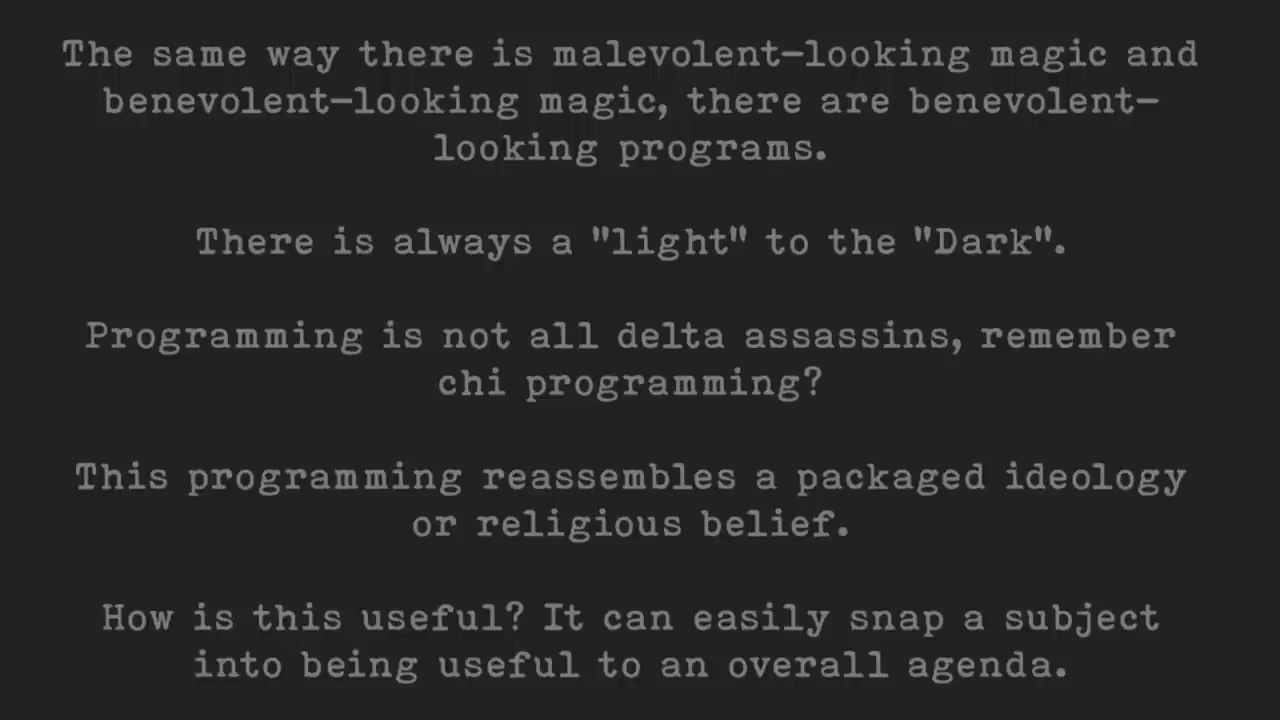 The same way there is malevolent-looking magic and
benevolent-looking magic, there are benevolent-
looking programs.
There is always a "light" to the "Dark".
Programming is not all delta assassins, remember
chi programming?
This programming reassembles a packaged ideology
or religious belief.
How is this useful? It can easily snap a subject
into being useful to an overall agenda.